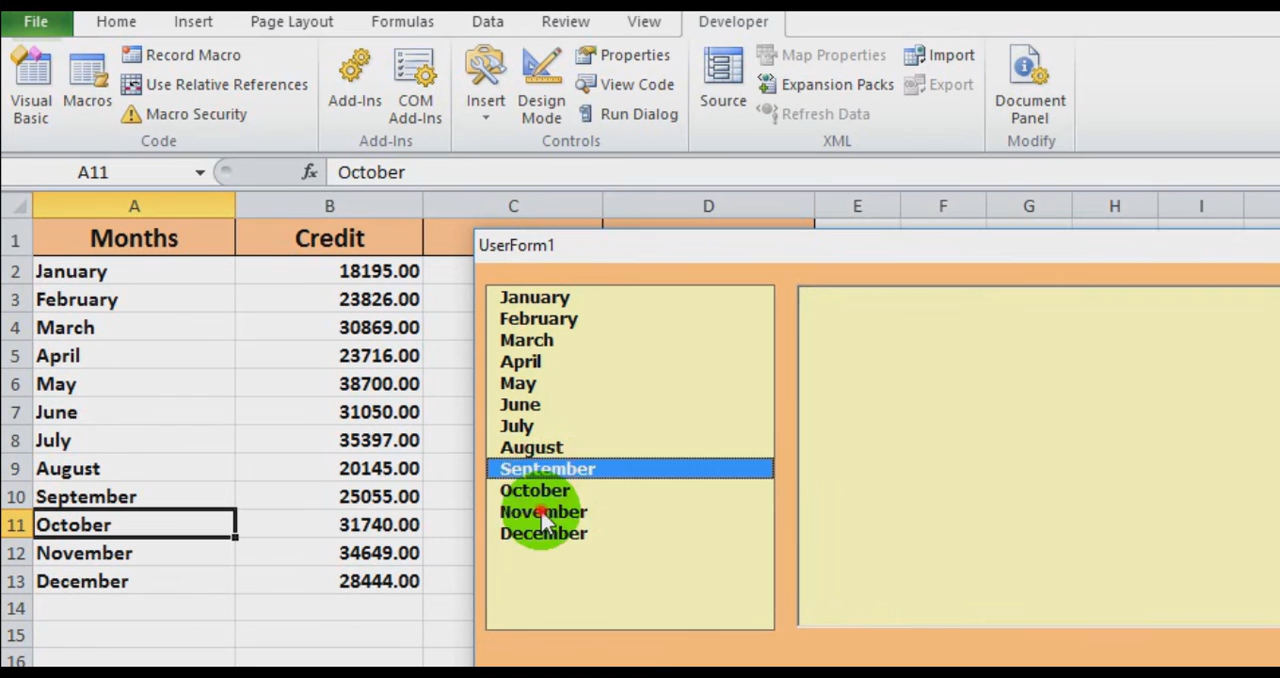 File Home Insert Page Layout Formulas Data Review View Developer
Visual Basic
Macros
Record Macro
Use Relative References
Macro Security
Code
Add-Ins
COM Add-Ins
Add-Ins
Insert
Design Mode
Properties
View Code
Run Dialog
Controls
Source
Map Properties
Expansion Packs
Refresh Data
Import
Export
XML
Document Panel
Modify
A11 fx October
A B C D E F G H I
1 Months Credit
2 January 18195.00
3 February 23826.00
4 March 30869.00
5 April 23716.00
6 May 38700.00
7 June 31050.00
8 July 35397.00
9 August 20145.00
10 September 25055.00
11 October 31740.00
12 November 34649.00
13 December 28444.00
14
15
16
UserForm1
January
February
March
April
May
June
July
August
September
October
November
December